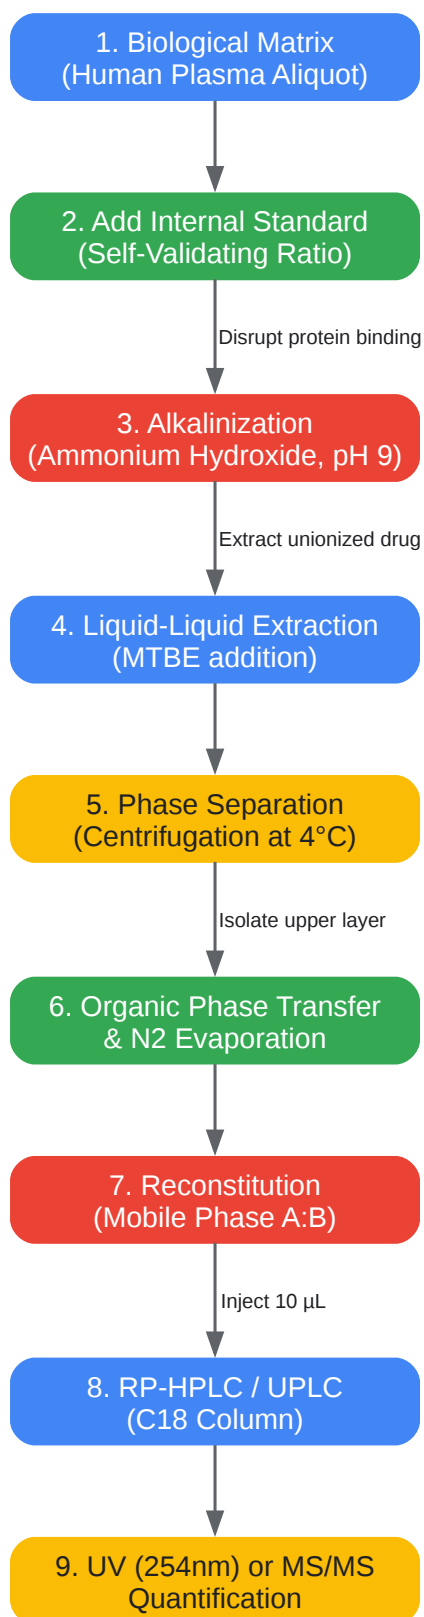 1. Biological Matrix
(Human Plasma Aliquot)
2. Add Internal Standard
(Self-Validating Ratio)
Disrupt protein binding
3. Alkalinization
(Ammonium Hydroxide, pH 9)
Extract unionized drug
4. Liquid-Liquid Extraction
(MTBE addition)
5. Phase Separation
(Centrifugation at 4°C)
Isolate upper layer
6. Organic Phase Transfer
& N2 Evaporation
7. Reconstitution
(Mobile Phase A:B)
Inject 10 µL
8. RP-HPLC / UPLC
(C18 Column)
9. UV (254nm) or MS/MS
Quantification